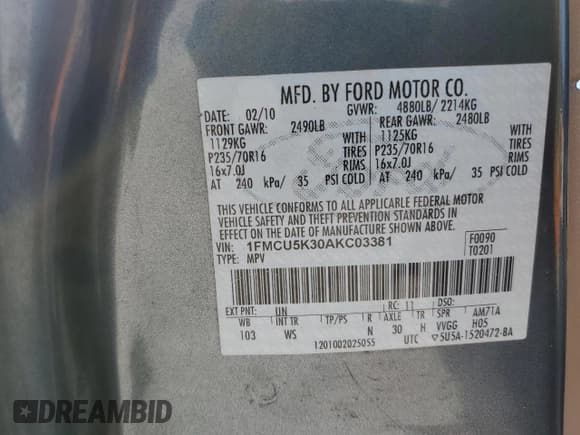 MFD. BY FORD MOTOR CO.
DATE: 02/10 GVWR: 4880LB/ 2214KG
FRONT GAWR: 2490LB REAR GAWR: 2480LB
1129KG WITH 1125KG WITH
P235/70R16 TIRES P235/70R16 TIRES
16x7.0J RIMS 16x7.0J RIMS
AT 240 kPa/ 35 PSI COLD AT 240 kPa/ 35 PSI COLD
THIS VEHICLE CONFORMS TO ALL APPLICABLE FEDERAL MOTOR
VEHICLE SAFETY AND THEFT PREVENTION STANDARDS IN
EFFECT ON THE DATE OF MANUFACTURE SHOWN ABOVE.
VIN: 1FMCU5K30AKC03381 F0090
TYPE: MPV T0201
EXT PNT: UN RC: 11 DSO:
WB INT TR TP/PS R AXLE TR SPR AM71A
103 WS N 30 H VVGG H05
1201002025055 UTC ▽5U5A-1520472-BA
DREAMBID